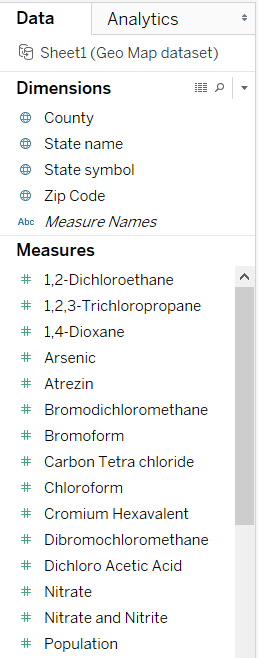 Data
Analytics
Sheet1 (Geo Map dataset)
Dimensions
County
State name
State symbol
Zip Code
Abc Measure Names
Measures
# 1,2-Dichloroethane
# 1,2,3-Trichloropropane
# 1,4-Dioxane
# Arsenic
# Atrezin
# Bromodichloromethane
# Bromoform
# Carbon Tetra chloride
# Chloroform
# Cromium Hexavalent
# Dibromochloromethane
# Dichloro Acetic Acid
# Nitrate
# Nitrate and Nitrite
# Population